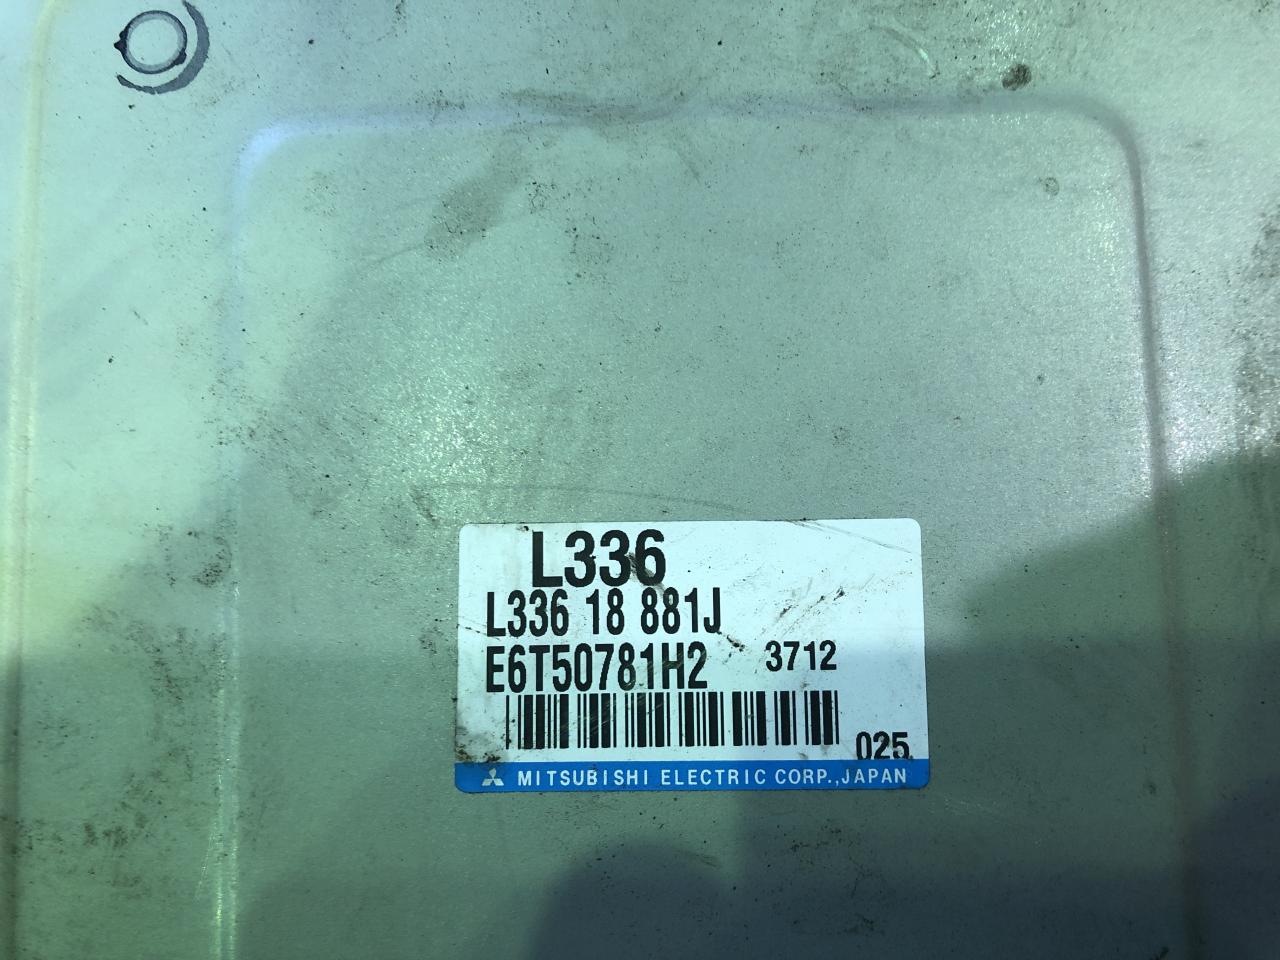 L336
L336 18 881J
E6T50781H2 3712
025
MITSUBISHI ELECTRIC CORP.,JAPAN